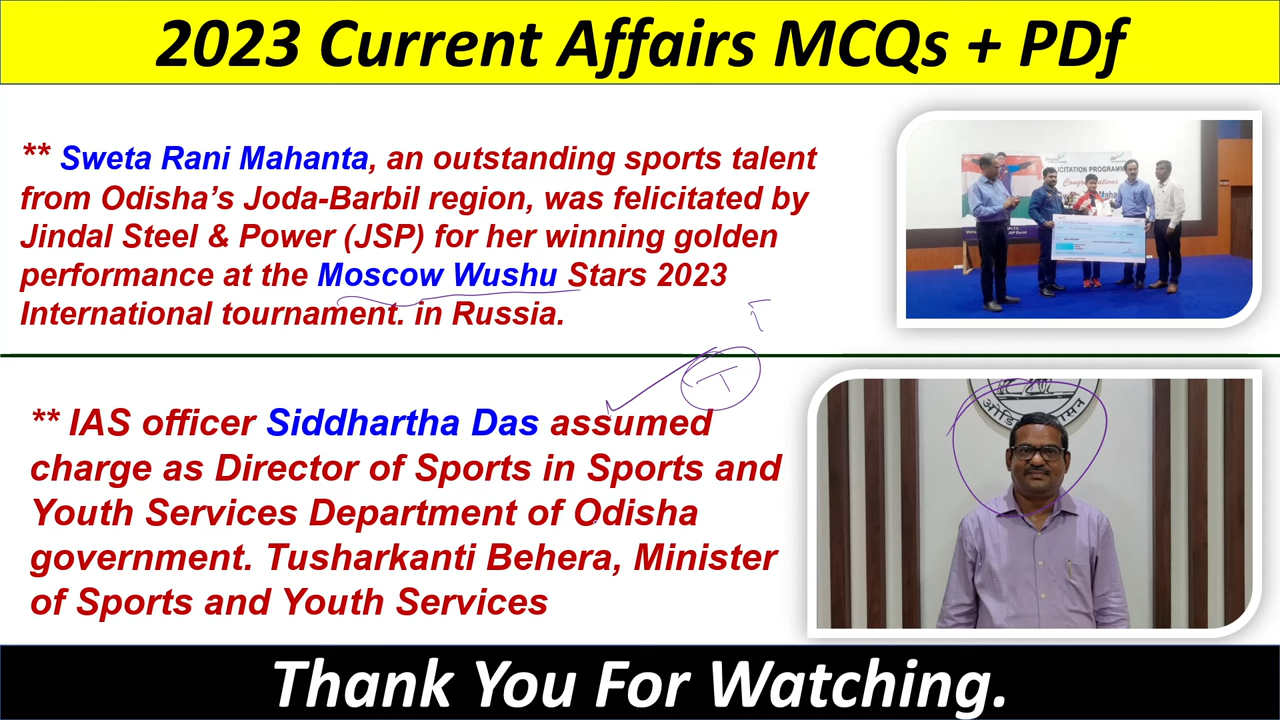 2023 Current Affairs MCQs + PDf
** Sweta Rani Mahanta, an outstanding sports talent
from Odisha’s Joda-Barbil region, was felicitated by
Jindal Steel & Power (JSP) for her winning golden
performance at the Moscow Wushu Stars 2023
International tournament. in Russia.
LICITATION PROGRAMM
T
** IAS officer Siddhartha Das assumed
charge as Director of Sports in Sports and
Youth Services Department of Odisha
government. Tusharkanti Behera, Minister
of Sports and Youth Services
Thank You For Watching.